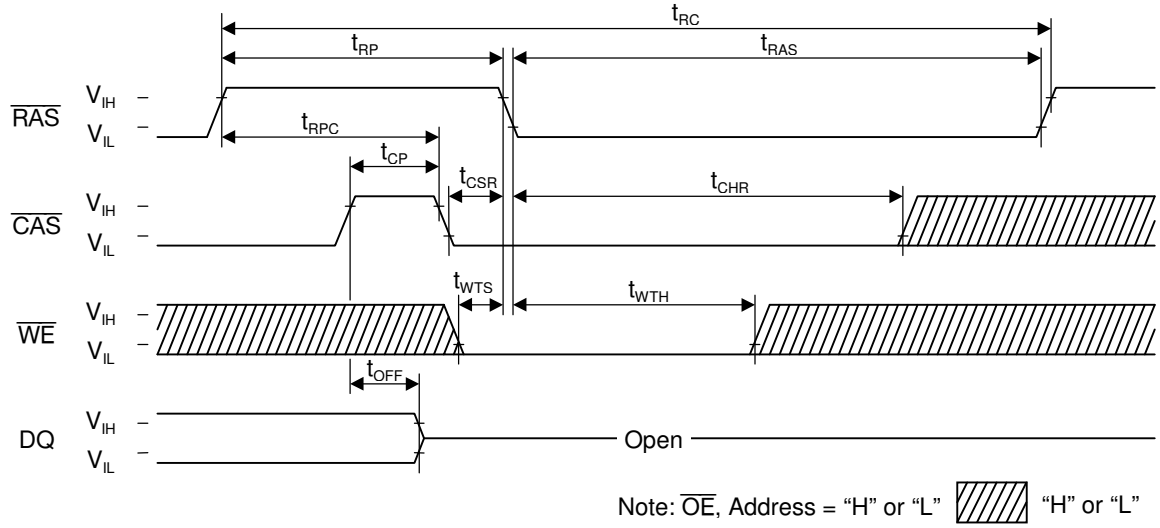 tRC
tRP tRAS
RAS VIH
VIL
tRPC
tCP
tCSR tCHR
CAS VIH
VIL
tWTS tWTH
WE VIH
VIL
tOFF
DQ VIH
VIL
Open
Note: OE, Address = “H” or “L” “H” or “L”